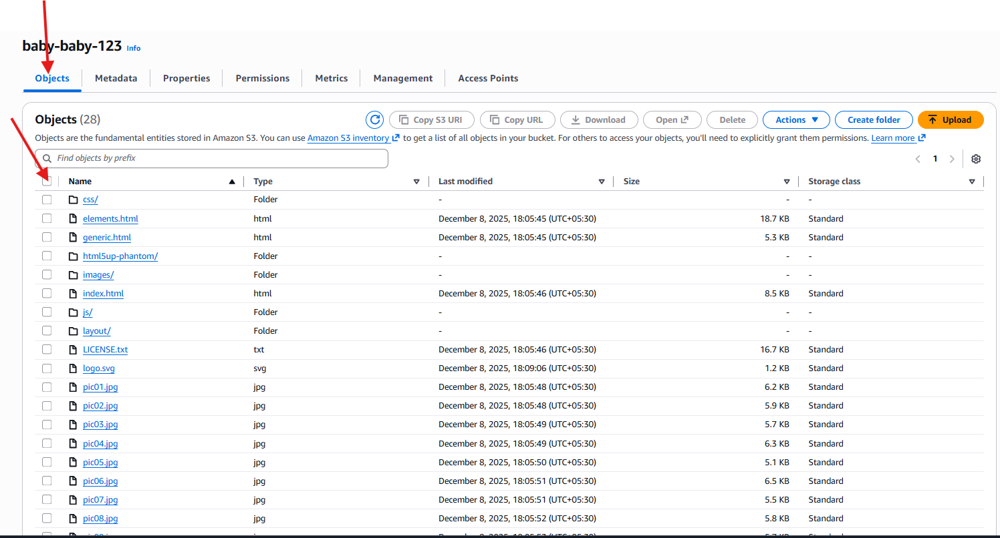 baby-baby-123 Info
Objects Metadata Properties Permissions Metrics Management Access Points
Objects (28) Copy S3 URI Copy URL Download Open Delete Actions Create folder Upload
Objects are the fundamental entities stored in Amazon S3. You can use Amazon S3 inventory to get a list of all objects in your bucket. For others to access your objects, you'll need to explicitly grant them permissions. Learn more
Find objects by prefix 1
Name Type Last modified Size Storage class
css/ Folder - - -
elements.html html December 8, 2025, 18:05:45 (UTC+05:30) 18.7 KB Standard
generic.html html December 8, 2025, 18:05:45 (UTC+05:30) 5.3 KB Standard
html5up-phantom/ Folder - - -
images/ Folder - - -
index.html html December 8, 2025, 18:05:46 (UTC+05:30) 8.5 KB Standard
js/ Folder - - -
layout/ Folder - - -
LICENSE.txt txt December 8, 2025, 18:05:46 (UTC+05:30) 16.7 KB Standard
logo.svg svg December 8, 2025, 18:09:06 (UTC+05:30) 1.2 KB Standard
pic01.jpg jpg December 8, 2025, 18:05:48 (UTC+05:30) 6.2 KB Standard
pic02.jpg jpg December 8, 2025, 18:05:48 (UTC+05:30) 5.9 KB Standard
pic03.jpg jpg December 8, 2025, 18:05:49 (UTC+05:30) 5.7 KB Standard
pic04.jpg jpg December 8, 2025, 18:05:49 (UTC+05:30) 6.3 KB Standard
pic05.jpg jpg December 8, 2025, 18:05:50 (UTC+05:30) 5.1 KB Standard
pic06.jpg jpg December 8, 2025, 18:05:51 (UTC+05:30) 6.5 KB Standard
pic07.jpg jpg December 8, 2025, 18:05:51 (UTC+05:30) 5.5 KB Standard
pic08.jpg jpg December 8, 2025, 18:05:52 (UTC+05:30) 5.8 KB Standard